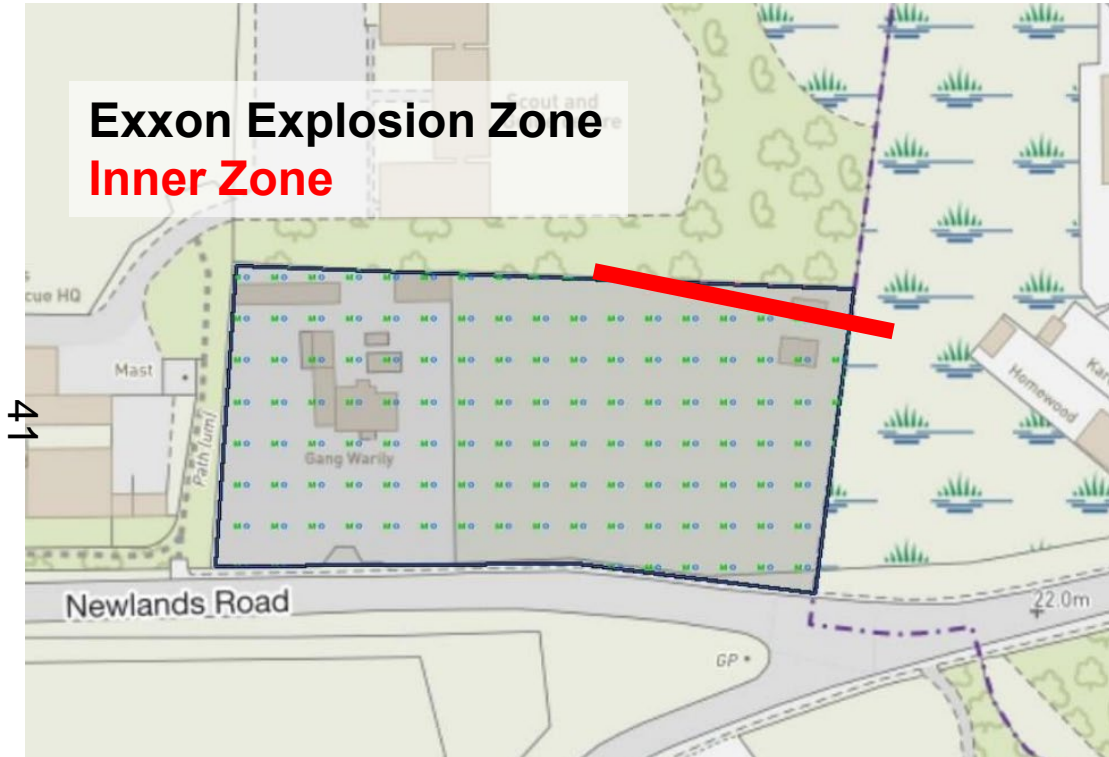 Exxon Explosion Zone
Inner Zone
Scout and
cue HQ
Mast
41
Path (um)
Gang Warily
Homewood
Kar
Newlands Road
22.0m
GP